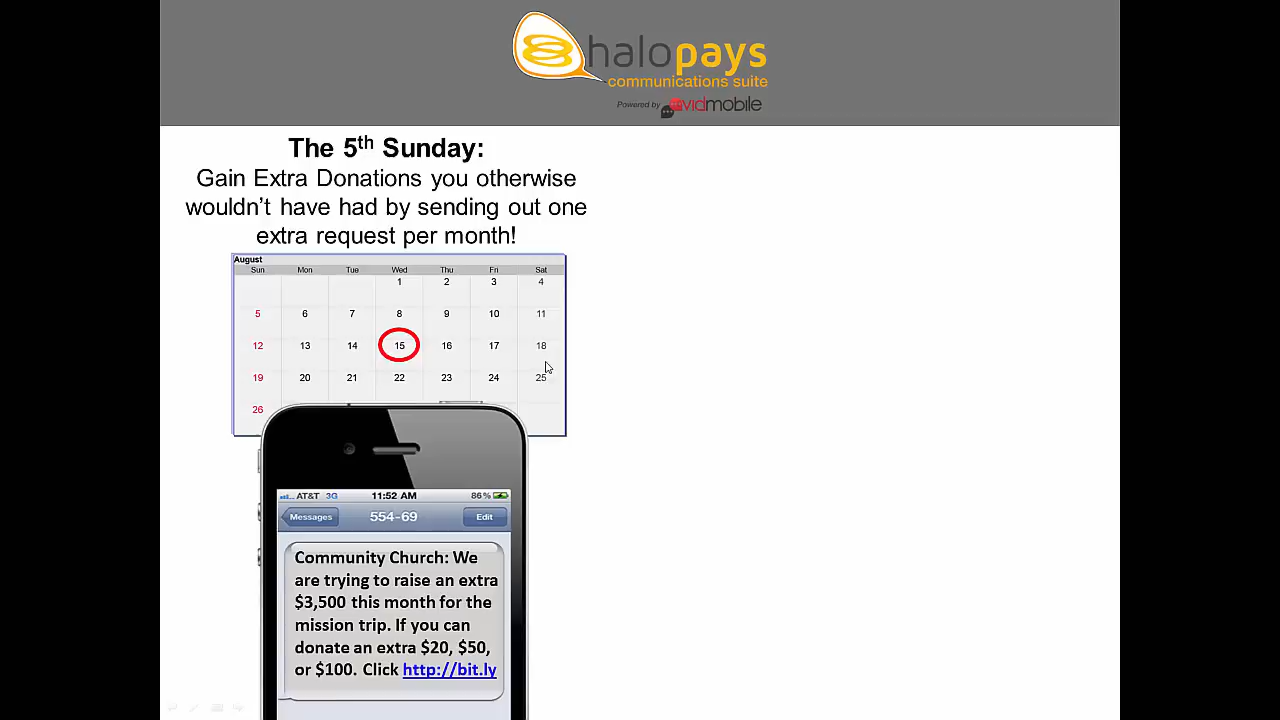 halopays
communications suite
Powered by avidmobile
The 5th Sunday:
Gain Extra Donations you otherwise
wouldn't have had by sending out one
extra request per month!
August
Sun Mon Tue Wed Thu Fri Sat
1 2 3 4
5 6 7 8 9 10 11
12 13 14 15 16 17 18
19 20 21 22 23 24 25
26
AT&T 3G 11:52 AM 86%
Messages 554-69 Edit
Community Church: We
are trying to raise an extra
$3,500 this month for the
mission trip. If you can
donate an extra $20, $50,
or $100. Click http://bit.ly